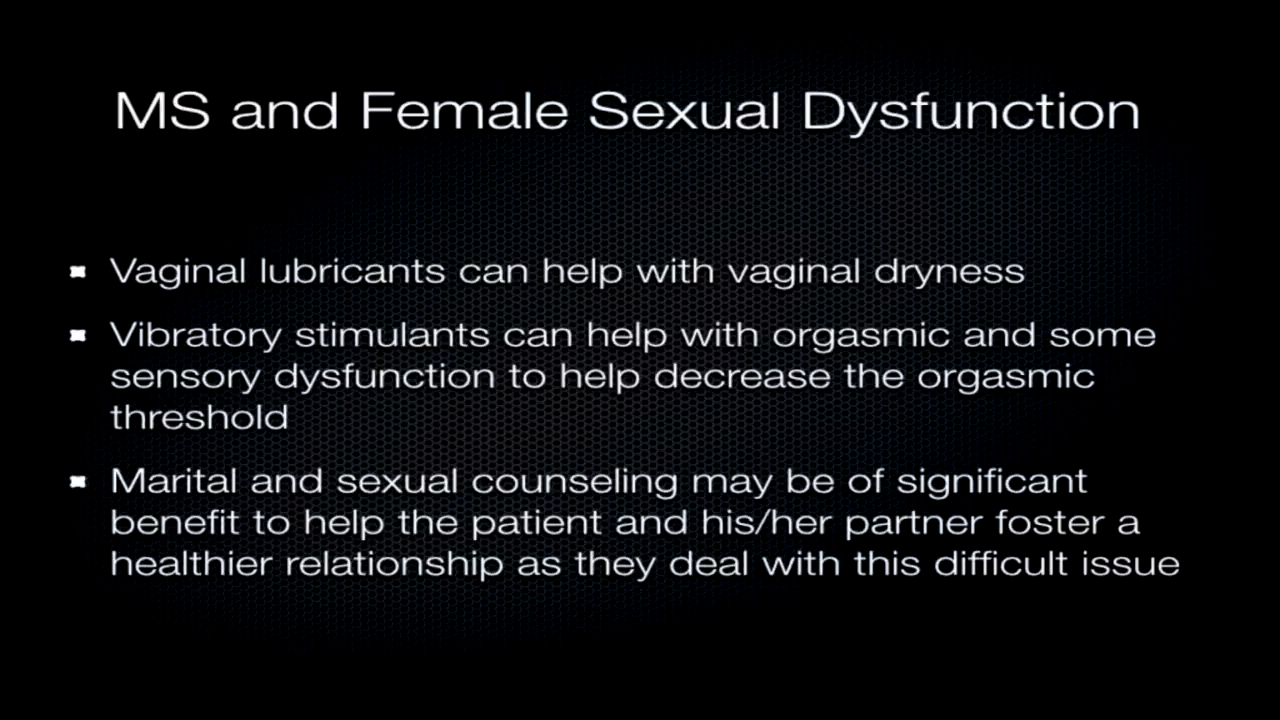 MS and Female Sexual Dysfunction
Vaginal lubricants can help with vaginal dryness
Vibratory stimulants can help with orgasmic and some
sensory dysfunction to help decrease the orgasmic
threshold
Marital and sexual counseling may be of significant
benefit to help the patient and his/her partner foster a
healthier relationship as they deal with this difficult issue